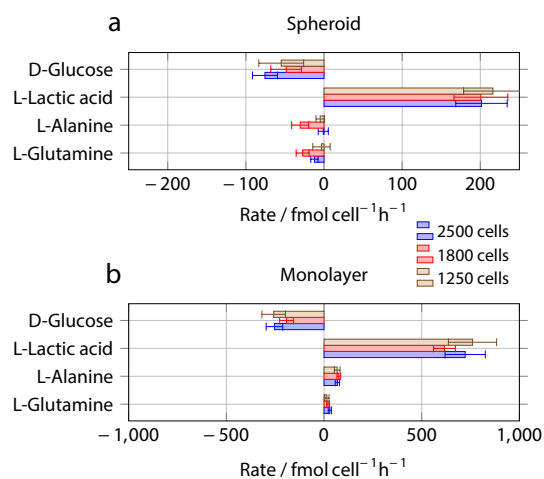 a
Spheroid
D-Glucose
L-Lactic acid
L-Alanine
L-Glutamine
−200 −100 0 100 200
Rate / fmol cell⁻¹h⁻¹
2500 cells
1800 cells
1250 cells
b
Monolayer
D-Glucose
L-Lactic acid
L-Alanine
L-Glutamine
−1,000 −500 0 500 1,000
Rate / fmol cell⁻¹h⁻¹